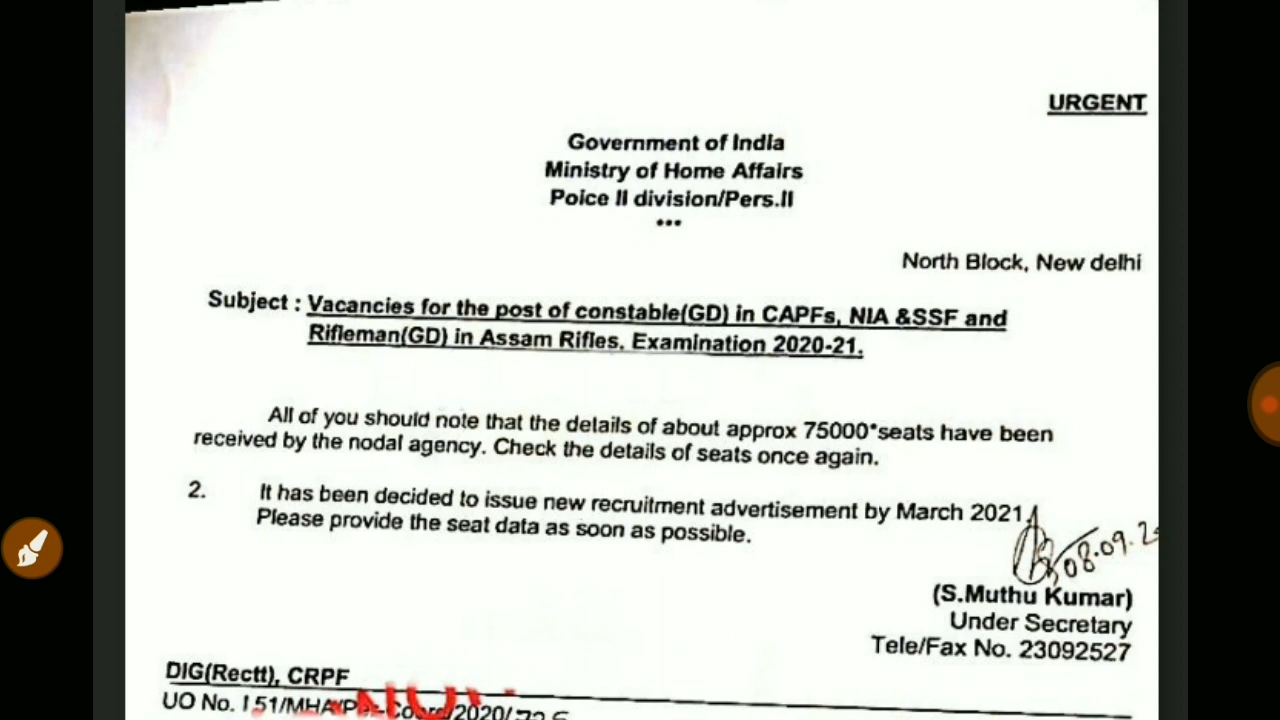 URGENT
Government of India
Ministry of Home Affairs
Poice II division/Pers.II
***
North Block, New delhi
Subject : Vacancies for the post of constable(GD) in CAPFs, NIA &SSF and
Rifleman(GD) in Assam Rifles. Examination 2020-21.
All of you should note that the details of about approx 75000*seats have been
received by the nodal agency. Check the details of seats once again.
2. It has been decided to issue new recruitment advertisement by March 2021
Please provide the seat data as soon as possible.
08.09.2
(S.Muthu Kumar)
Under Secretary
Tele/Fax No. 23092527
DIG(Rectt), CRPF
UO No. I 51/MHA/ /2020/